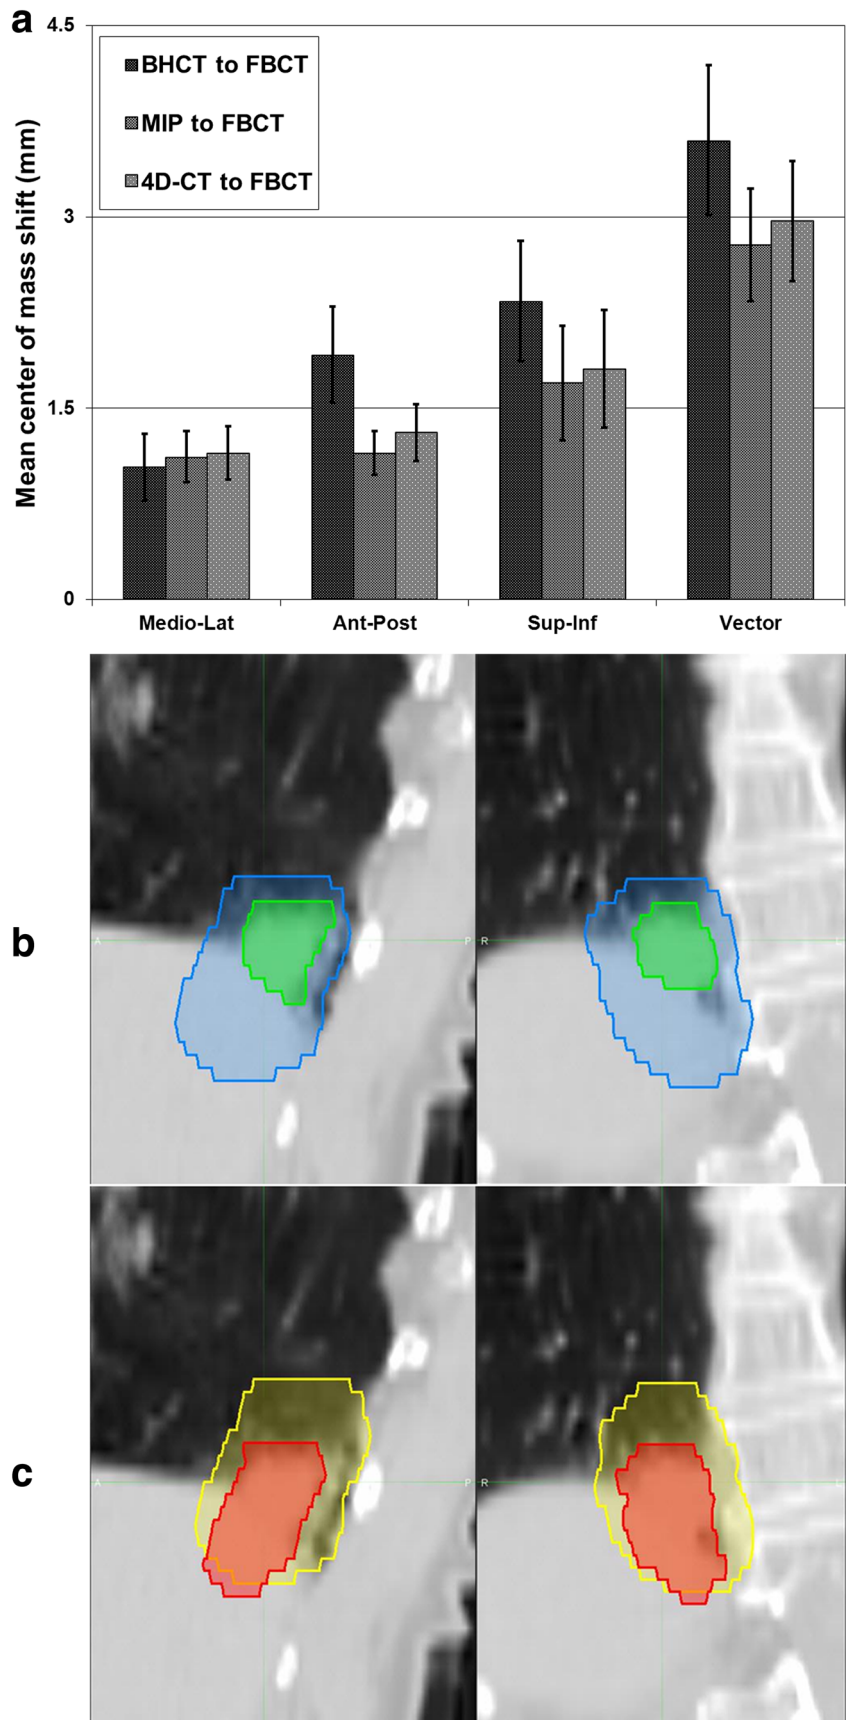 a
4.5
BHCT to FBCT
MIP to FBCT
4D-CT to FBCT
Mean center of mass shift (mm)
3
1.5
0
Medio-Lat Ant-Post Sup-Inf Vector
b
A P R L
c
A P R